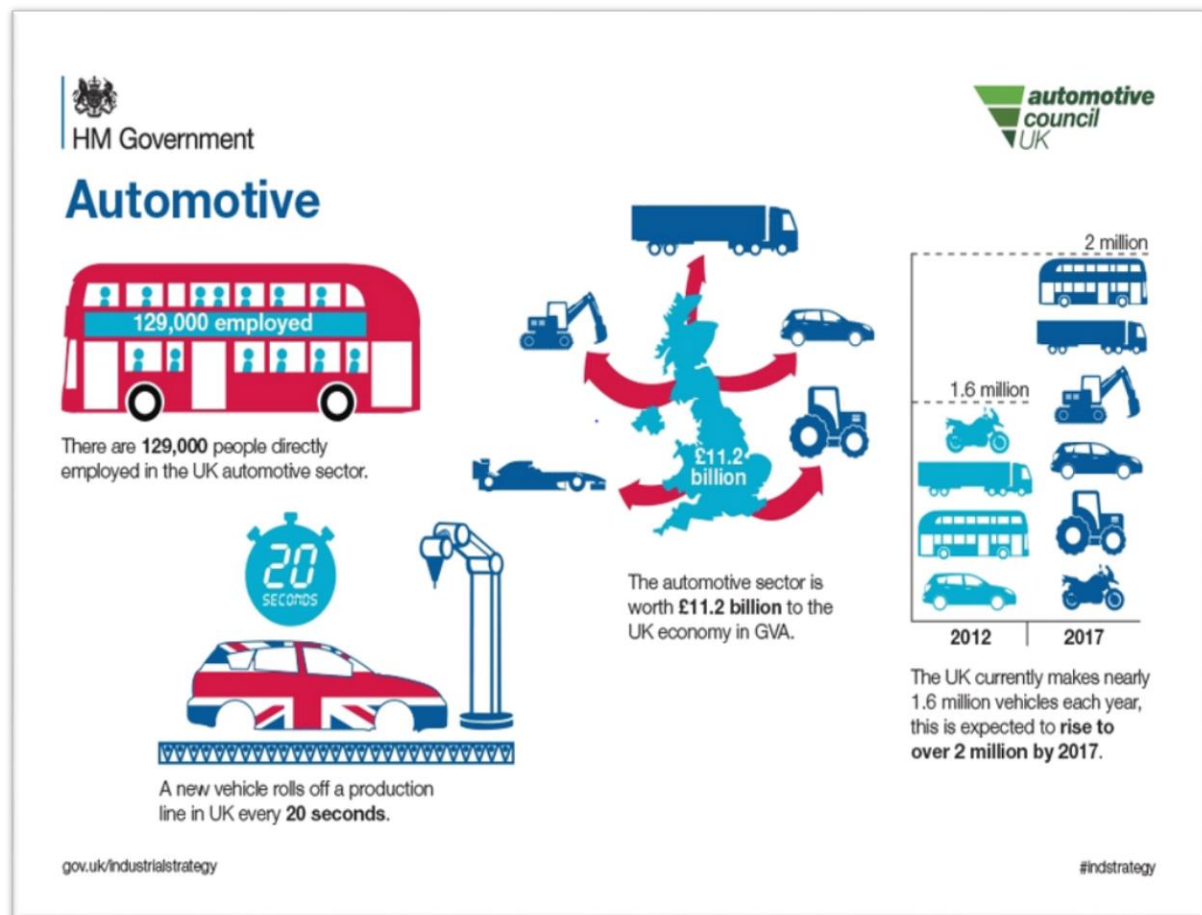 HM Government
automotive
council
UK
Automotive
129,000 employed
There are 129,000 people directly
employed in the UK automotive sector.
20
SECONDS
A new vehicle rolls off a production
line in UK every 20 seconds.
£11.2
billion
The automotive sector is
worth £11.2 billion to the
UK economy in GVA.
2 million
1.6 million
2012
2017
The UK currently makes nearly
1.6 million vehicles each year,
this is expected to rise to
over 2 million by 2017.
gov.uk/industrialstrategy
#indstrategy